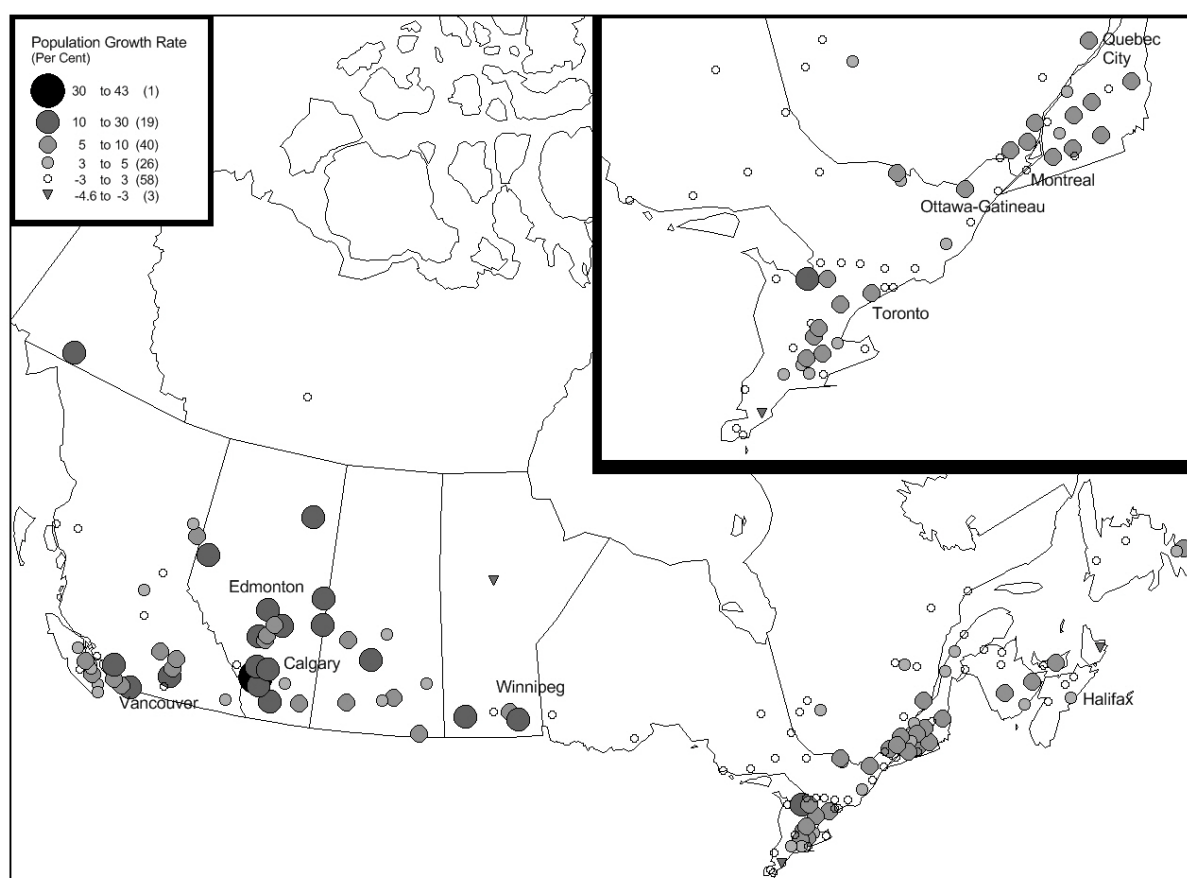 Population Growth Rate
(Per Cent)
30 to 43 (1)
10 to 30 (19)
5 to 10 (40)
3 to 5 (26)
-3 to 3 (58)
-4.6 to -3 (3)
Quebec
City
Montreal
Ottawa-Gatineau
Toronto
Edmonton
Calgary
Vancouver
Winnipeg
Halifax